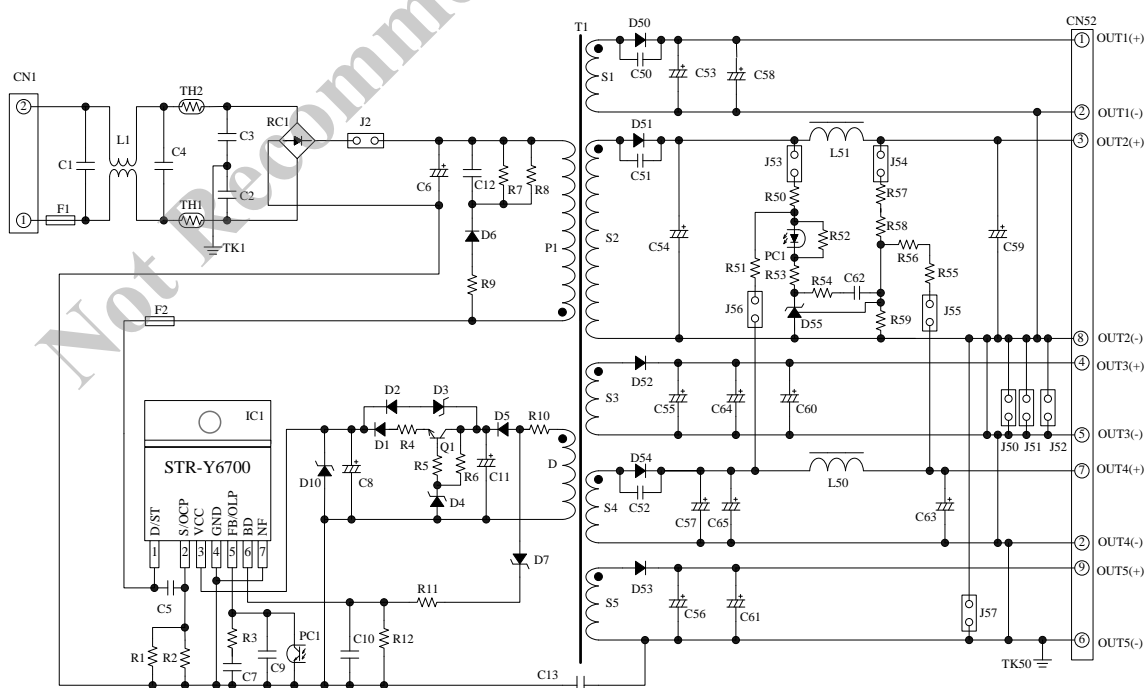 T1
CN52
D50
1
OUT1(+)
S1
C50
C53
C58
CN1
2
TH2
RC1
J2
2
OUT1(-)
L1
C3
C1
C4
C6
C12
R7
R8
D51
3
OUT2(+)
C51
J53
L51
J54
C2
R50
R57
1
F1
TH1
TK1
D6
P1
S2
C54
R58
C59
PC1
R52
R56
R51
R53
R55
R9
R54
C62
J56
J55
F2
D55
R59
8
OUT2(-)
Not Recomm
D52
4
OUT3(+)
S3
C55
C64
C60
D2
D3
IC1
STR-Y6700
D1
R4
Q1
D5
R10
5
OUT3(-)
J50
J51
J52
D10
C8
R5
R6
C11
D
D4
D54
7
OUT4(+)
C52
L50
S4
C57
C65
C63
D/ST
S/OCP
VCC
GND
FB/OLP
BD
NF
2
OUT4(-)
1
2
3
4
5
6
7
D7
D53
9
OUT5(+)
C5
R11
S5
C56
C61
J57
R1
R2
R3
C7
C9
PC1
C10
R12
6
OUT5(-)
TK50
C13